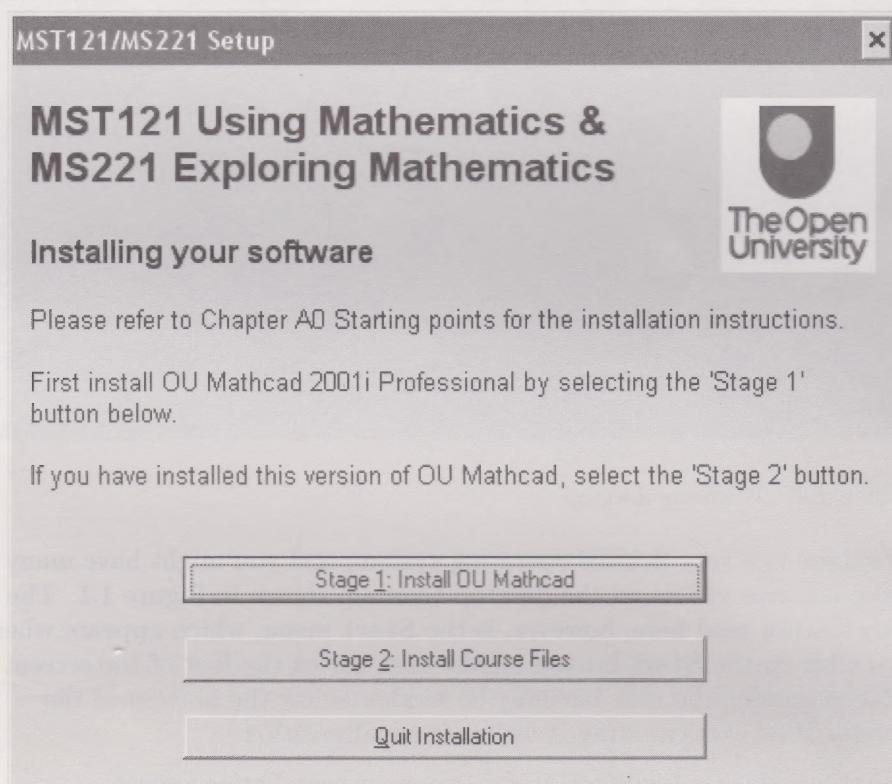 MST121/MS221 Setup
MST121 Using Mathematics &
MS221 Exploring Mathematics
The Open
University
Installing your software
Please refer to Chapter A0 Starting points for the installation instructions.
First install OU Mathcad 2001i Professional by selecting the 'Stage 1'
button below.
If you have installed this version of OU Mathcad, select the 'Stage 2' button.
Stage 1: Install OU Mathcad
Stage 2: Install Course Files
Quit Installation